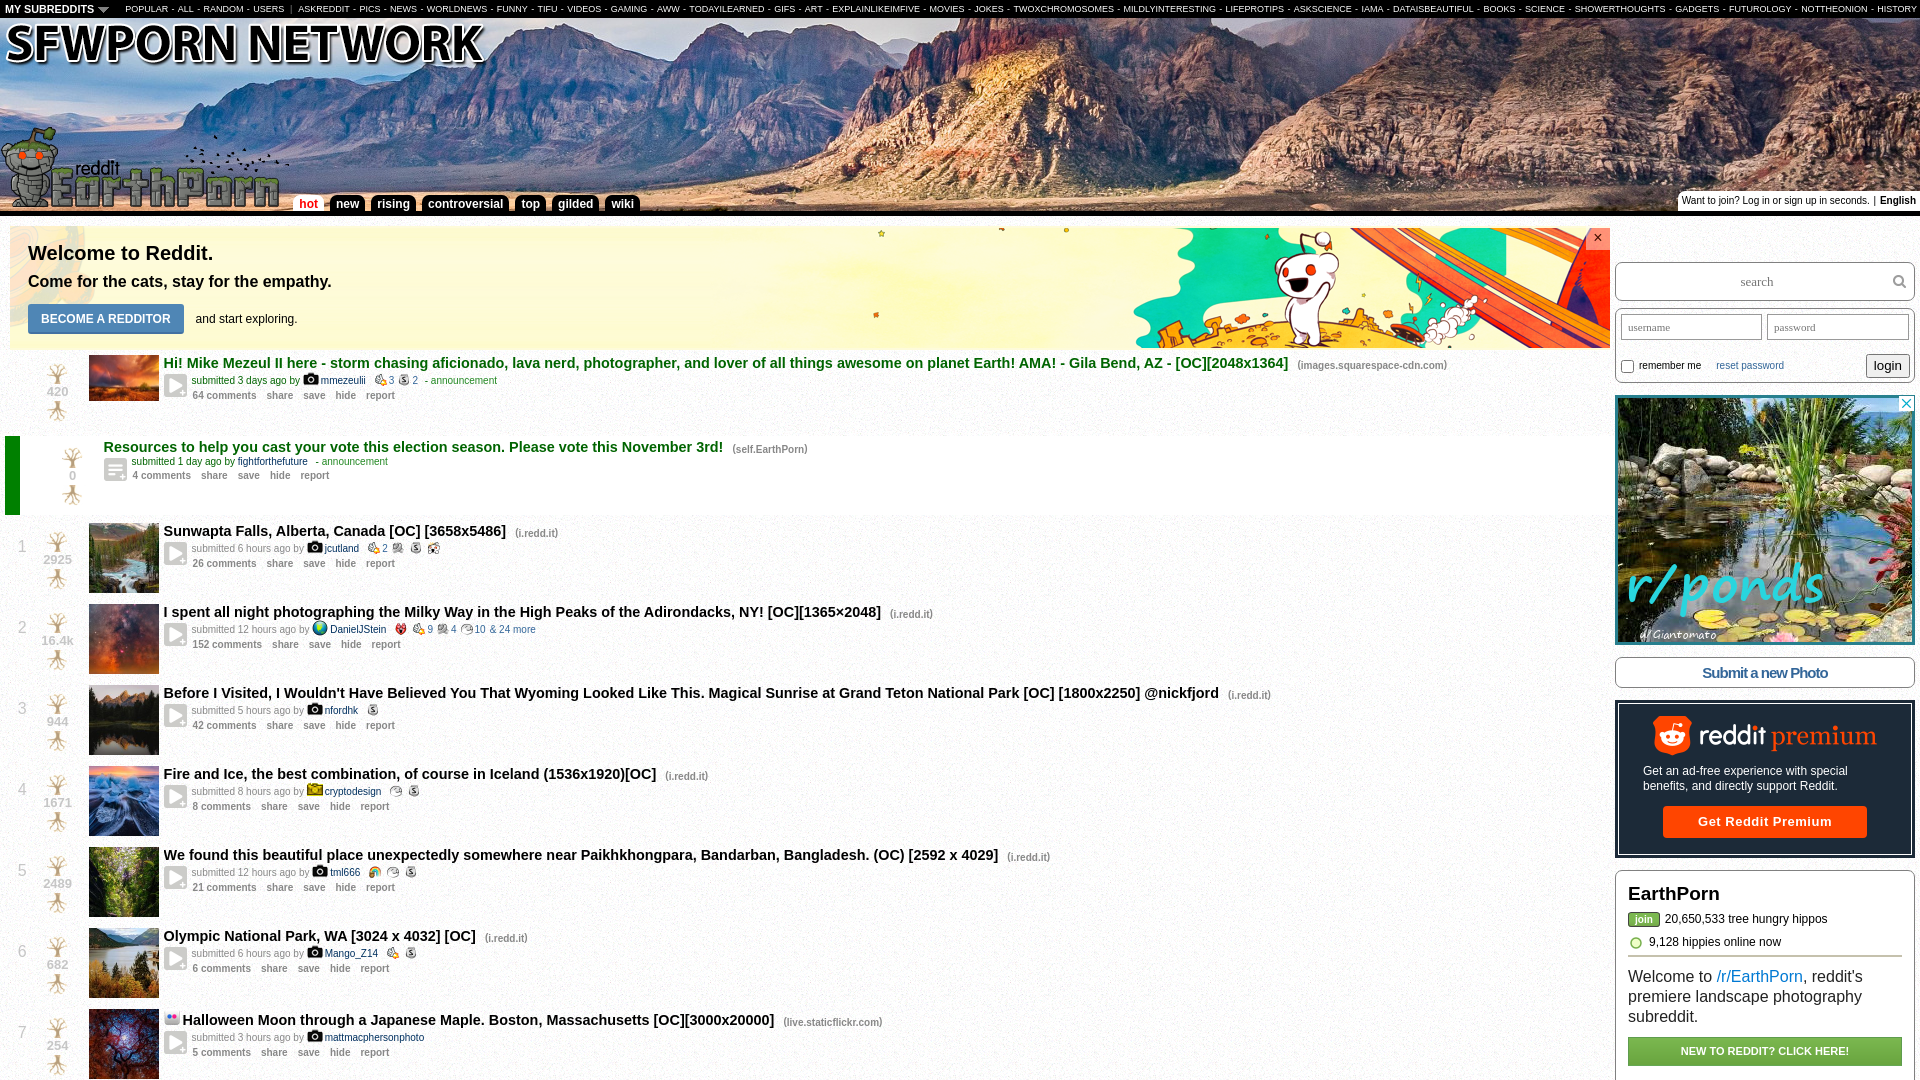 MY SUBREDDITS POPULAR - ALL - RANDOM - USERS | ASKREDDIT - PICS - NEWS - WORLDNEWS - FUNNY - TIFU - VIDEOS - GAMING - AWW - TODAYILEARNED - GIFS - ART - EXPLAINLIKEIMFIVE - MOVIES - JOKES - TWOXCHROMOSOMES - MILDLYINTERESTING - LIFEPROTIPS - ASKSCIENCE - IAMA - DATAISBEAUTIFUL - BOOKS - SCIENCE - SHOWERTHOUGHTS - GADGETS - FUTUROLOGY - NOTTHEONION - HISTORY
SFWPORN NETWORK
reddit
EarthPorn
hot new rising controversial top gilded wiki
Want to join? Log in or sign up in seconds. | English
Welcome to Reddit.
Come for the cats, stay for the empathy.
BECOME A REDDITOR and start exploring.
×
420
Hi! Mike Mezeul II here - storm chasing aficionado, lava nerd, photographer, and lover of all things awesome on planet Earth! AMA! - Gila Bend, AZ - [OC][2048x1364] (images.squarespace-cdn.com)
submitted 3 days ago by mmezeulii 3 2 - announcement
64 comments share save hide report
0
Resources to help you cast your vote this election season. Please vote this November 3rd! (self.EarthPorn)
submitted 1 day ago by fightforthefuture - announcement
4 comments share save hide report
1
2925
Sunwapta Falls, Alberta, Canada [OC] [3658x5486] (i.redd.it)
submitted 6 hours ago by jcutland 2
26 comments share save hide report
2
16.4k
I spent all night photographing the Milky Way in the High Peaks of the Adirondacks, NY! [OC][1365×2048] (i.redd.it)
submitted 12 hours ago by DanielJStein 9 4 10 & 24 more
152 comments share save hide report
3
944
Before I Visited, I Wouldn't Have Believed You That Wyoming Looked Like This. Magical Sunrise at Grand Teton National Park [OC] [1800x2250] @nickfjord (i.redd.it)
submitted 5 hours ago by nfordhk
42 comments share save hide report
4
1671
Fire and Ice, the best combination, of course in Iceland (1536x1920)[OC] (i.redd.it)
submitted 8 hours ago by cryptodesign
8 comments share save hide report
5
2489
We found this beautiful place unexpectedly somewhere near Paikhkhongpara, Bandarban, Bangladesh. (OC) [2592 x 4029] (i.redd.it)
submitted 12 hours ago by tml666
21 comments share save hide report
6
682
Olympic National Park, WA [3024 x 4032] [OC] (i.redd.it)
submitted 6 hours ago by Mango_Z14
6 comments share save hide report
7
254
Halloween Moon through a Japanese Maple. Boston, Massachusetts [OC][3000x20000] (live.staticflickr.com)
submitted 3 hours ago by mattmacphersonphoto
5 comments share save hide report
search
username password
remember me reset password login
r/ponds
u/Giantomato
Submit a new Photo
reddit premium
Get an ad-free experience with special
benefits, and directly support Reddit.
Get Reddit Premium
EarthPorn
join 20,650,533 tree hungry hippos
9,128 hippies online now
Welcome to /r/EarthPorn, reddit's
premiere landscape photography
subreddit.
NEW TO REDDIT? CLICK HERE!